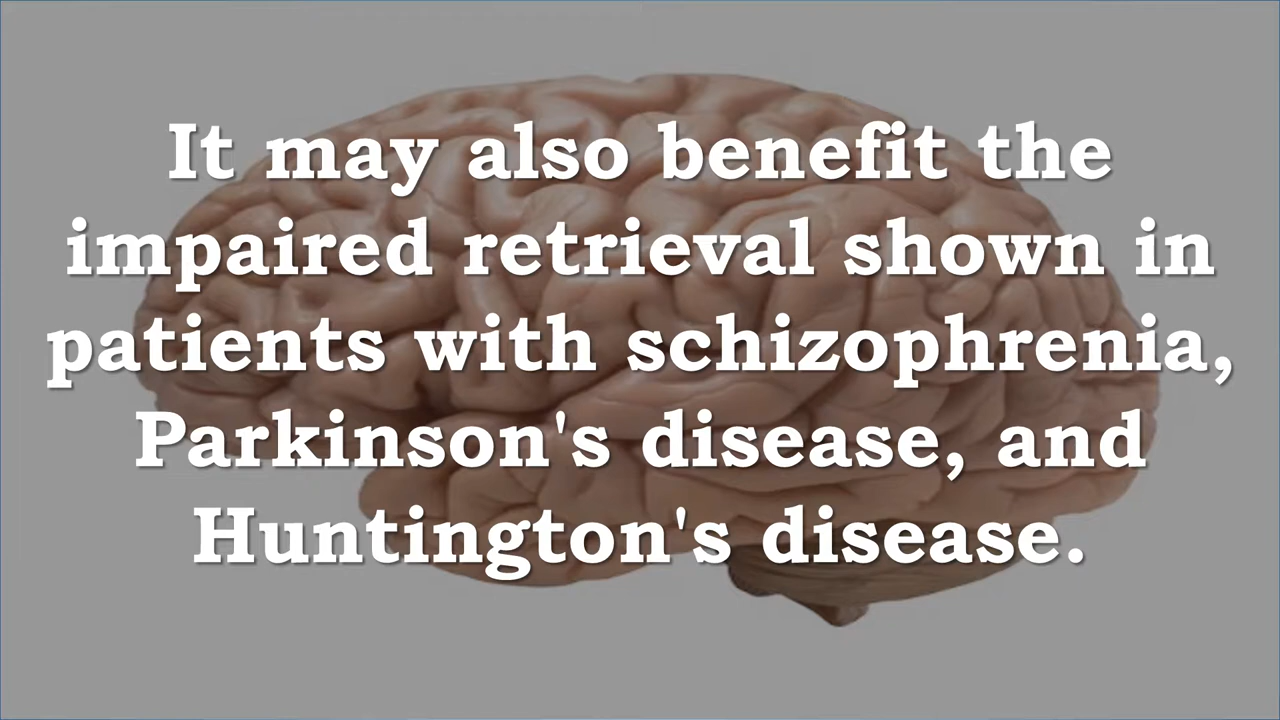 It may also benefit the
impaired retrieval shown in
patients with schizophrenia,
Parkinson's disease, and
Huntington's disease.